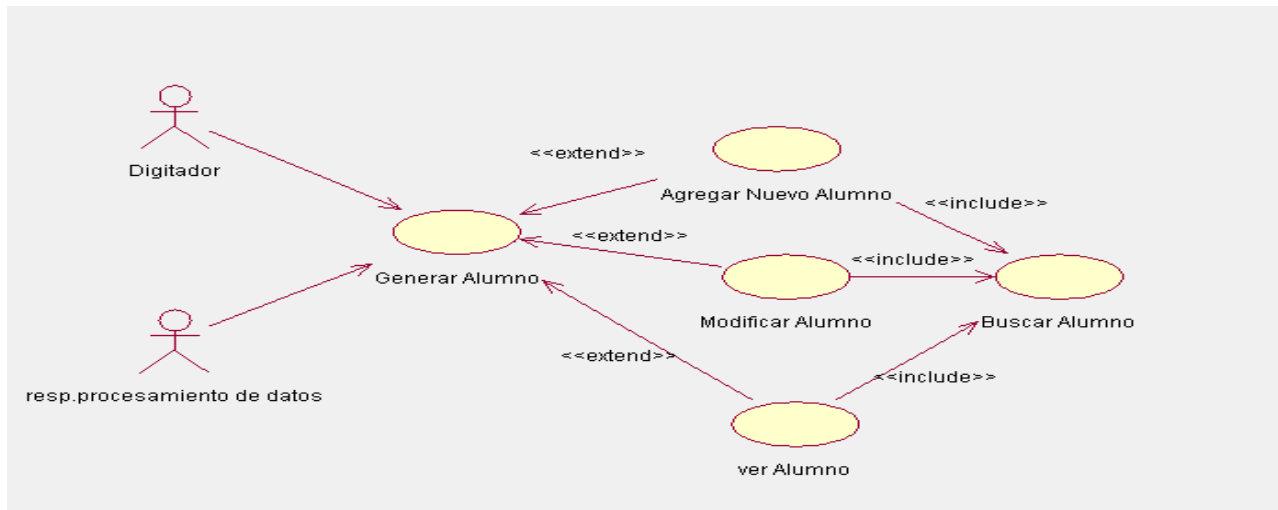 Digitador
<<extend>>
Agregar Nuevo Alumno
<<include>>
<<extend>>
<<include>>
Generar Alumno
Modificar Alumno
Buscar Alumno
<<extend>>
<<include>>
resp.procesamiento de datos
ver Alumno